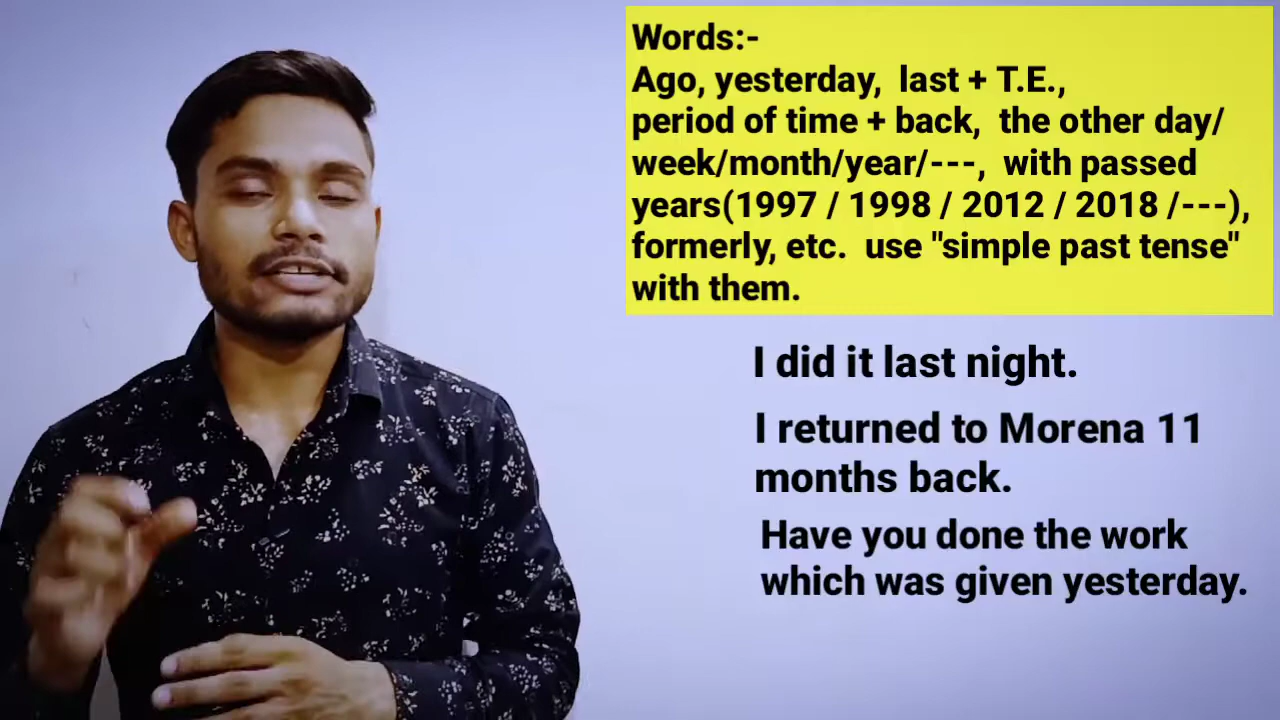 Words:-
Ago, yesterday,  last + T.E.,
period of time + back,  the other day/
week/month/year/---,  with passed
years(1997 / 1998 / 2012 / 2018 /---),
formerly, etc.  use "simple past tense"
with them.
I did it last night.
I returned to Morena 11
months back.
Have you done the work
which was given yesterday.